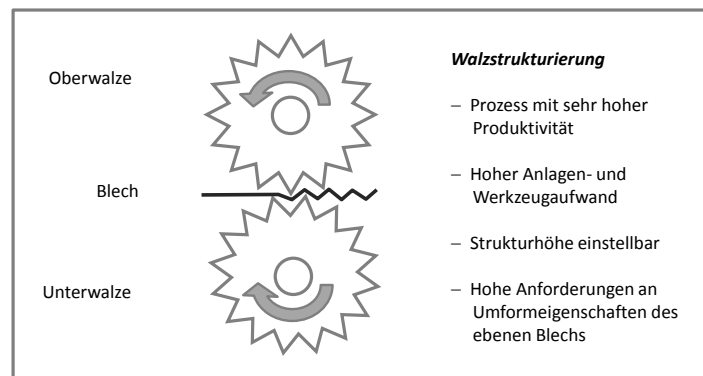 Oberwalze
Blech
Unterwalze
Walzstrukturierung
– Prozess mit sehr hoher
Produktivität
– Hoher Anlagen- und
Werkzeugaufwand
– Strukturhöhe einstellbar
– Hohe Anforderungen an
Umformeigenschaften des
ebenen Blechs